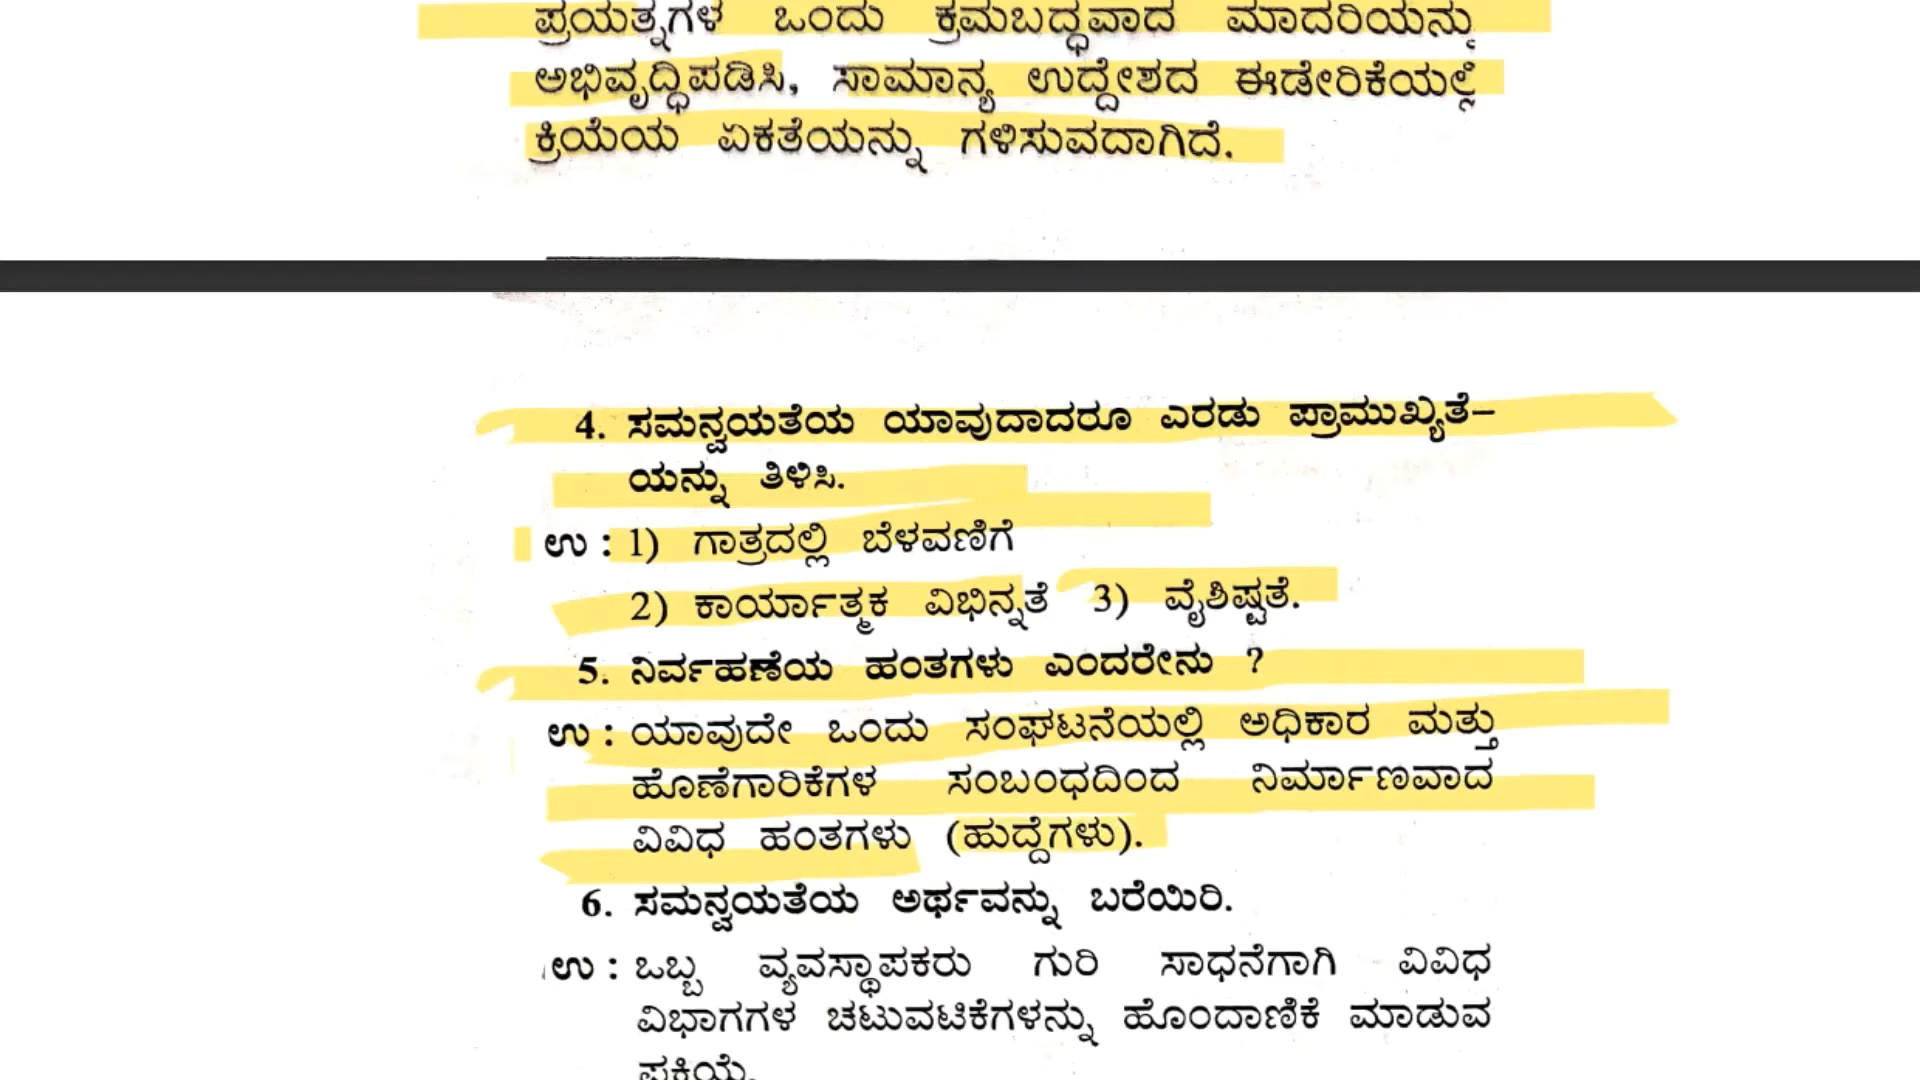 ಪ್ರಯತ್ನಗಳ ಒಂದು ಕ್ರಮಬದ್ಧವಾದ ಮಾದರಿಯನ್ನು
ಅಭಿವೃದ್ಧಿಪಡಿಸಿ, ಸಾಮಾನ್ಯ ಉದ್ದೇಶದ ಈಡೇರಿಕೆಯಲ್ಲಿ
ಕ್ರಿಯೆಯ ಏಕತೆಯನ್ನು ಗಳಿಸುವದಾಗಿದೆ.
4. ಸಮನ್ವಯತೆಯ ಯಾವುದಾದರೂ ಎರಡು ಪ್ರಾಮುಖ್ಯತೆ–
ಯನ್ನು ತಿಳಿಸಿ.
ಉ : 1) ಗಾತ್ರದಲ್ಲಿ ಬೆಳವಣಿಗೆ
2) ಕಾರ್ಯಾತ್ಮಕ ವಿಭಿನ್ನತೆ 3) ವೈಶಿಷ್ಟತೆ.
5. ನಿರ್ವಹಣೆಯ ಹಂತಗಳು ಎಂದರೇನು ?
ಉ : ಯಾವುದೇ ಒಂದು ಸಂಘಟನೆಯಲ್ಲಿ ಅಧಿಕಾರ ಮತ್ತು
ಹೊಣೆಗಾರಿಕೆಗಳ ಸಂಬಂಧದಿಂದ ನಿರ್ಮಾಣವಾದ
ವಿವಿಧ ಹಂತಗಳು (ಹುದ್ದೆಗಳು).
6. ಸಮನ್ವಯತೆಯ ಅರ್ಥವನ್ನು ಬರೆಯಿರಿ.
ಉ : ಒಬ್ಬ ವ್ಯವಸ್ಥಾಪಕರು ಗುರಿ ಸಾಧನೆಗಾಗಿ ವಿವಿಧ
ವಿಭಾಗಗಳ ಚಟುವಟಿಕೆಗಳನ್ನು ಹೊಂದಾಣಿಕೆ ಮಾಡುವ
ಪ್ರಕ್ರಿಯೆ.